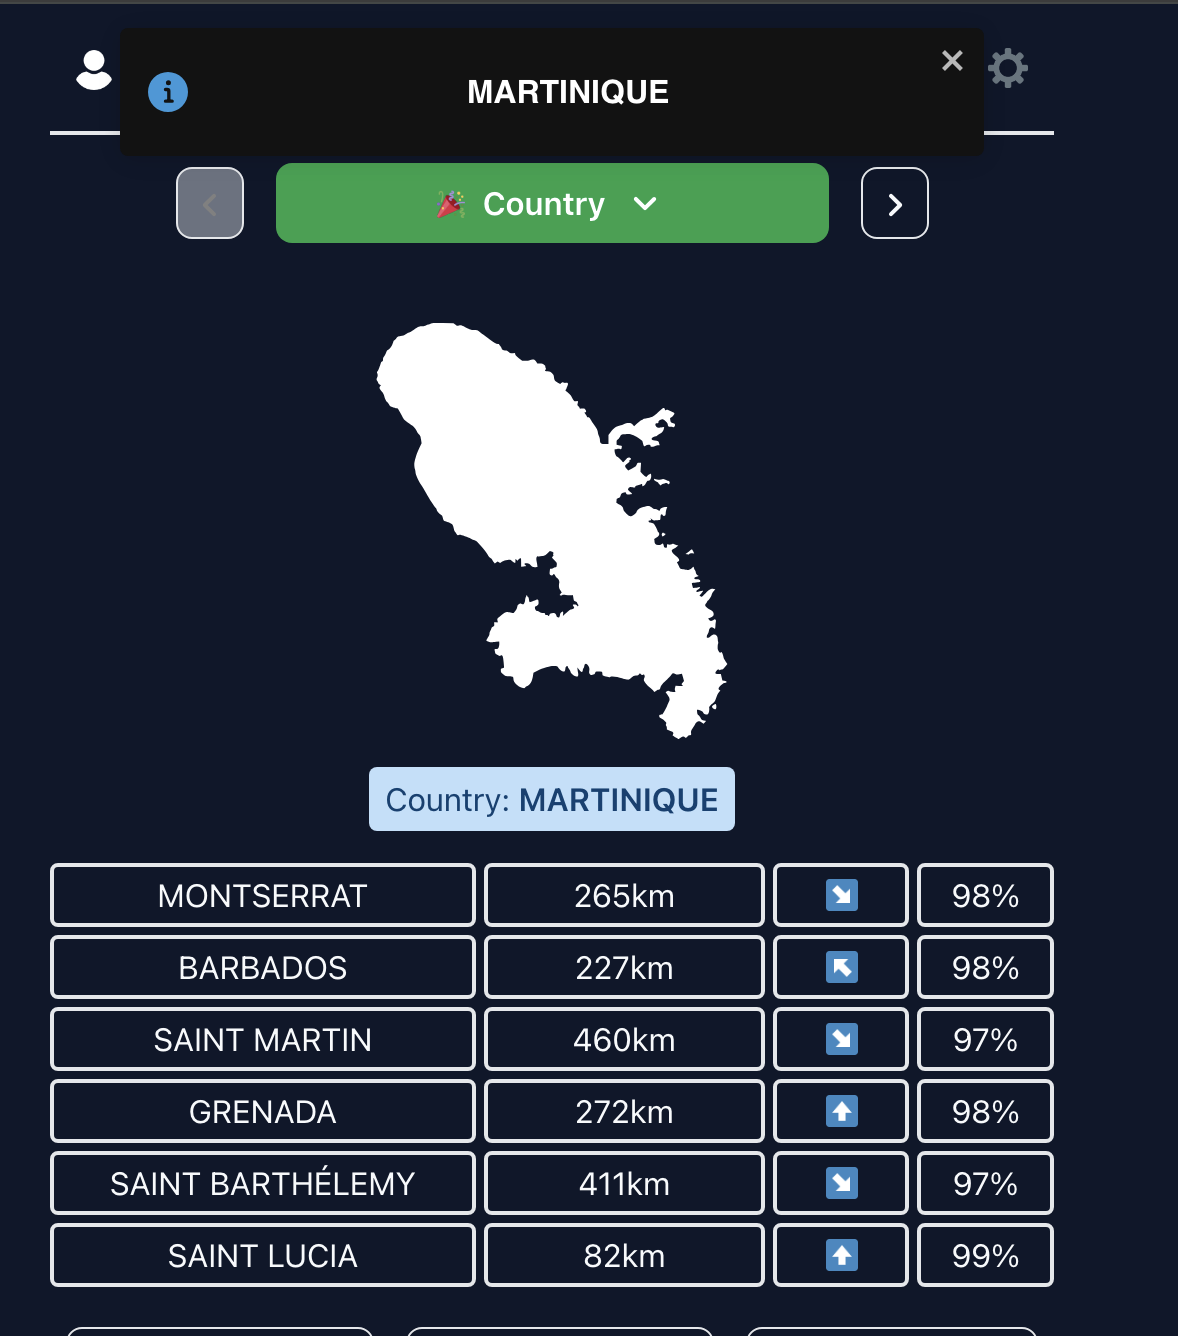 MARTINIQUE
Country
Country: MARTINIQUE
MONTSERRAT 265km ↘ 98%
BARBADOS 227km ↖ 98%
SAINT MARTIN 460km ↘ 97%
GRENADA 272km ⬆ 98%
SAINT BARTHÉLEMY 411km ↘ 97%
SAINT LUCIA 82km ⬆ 99%